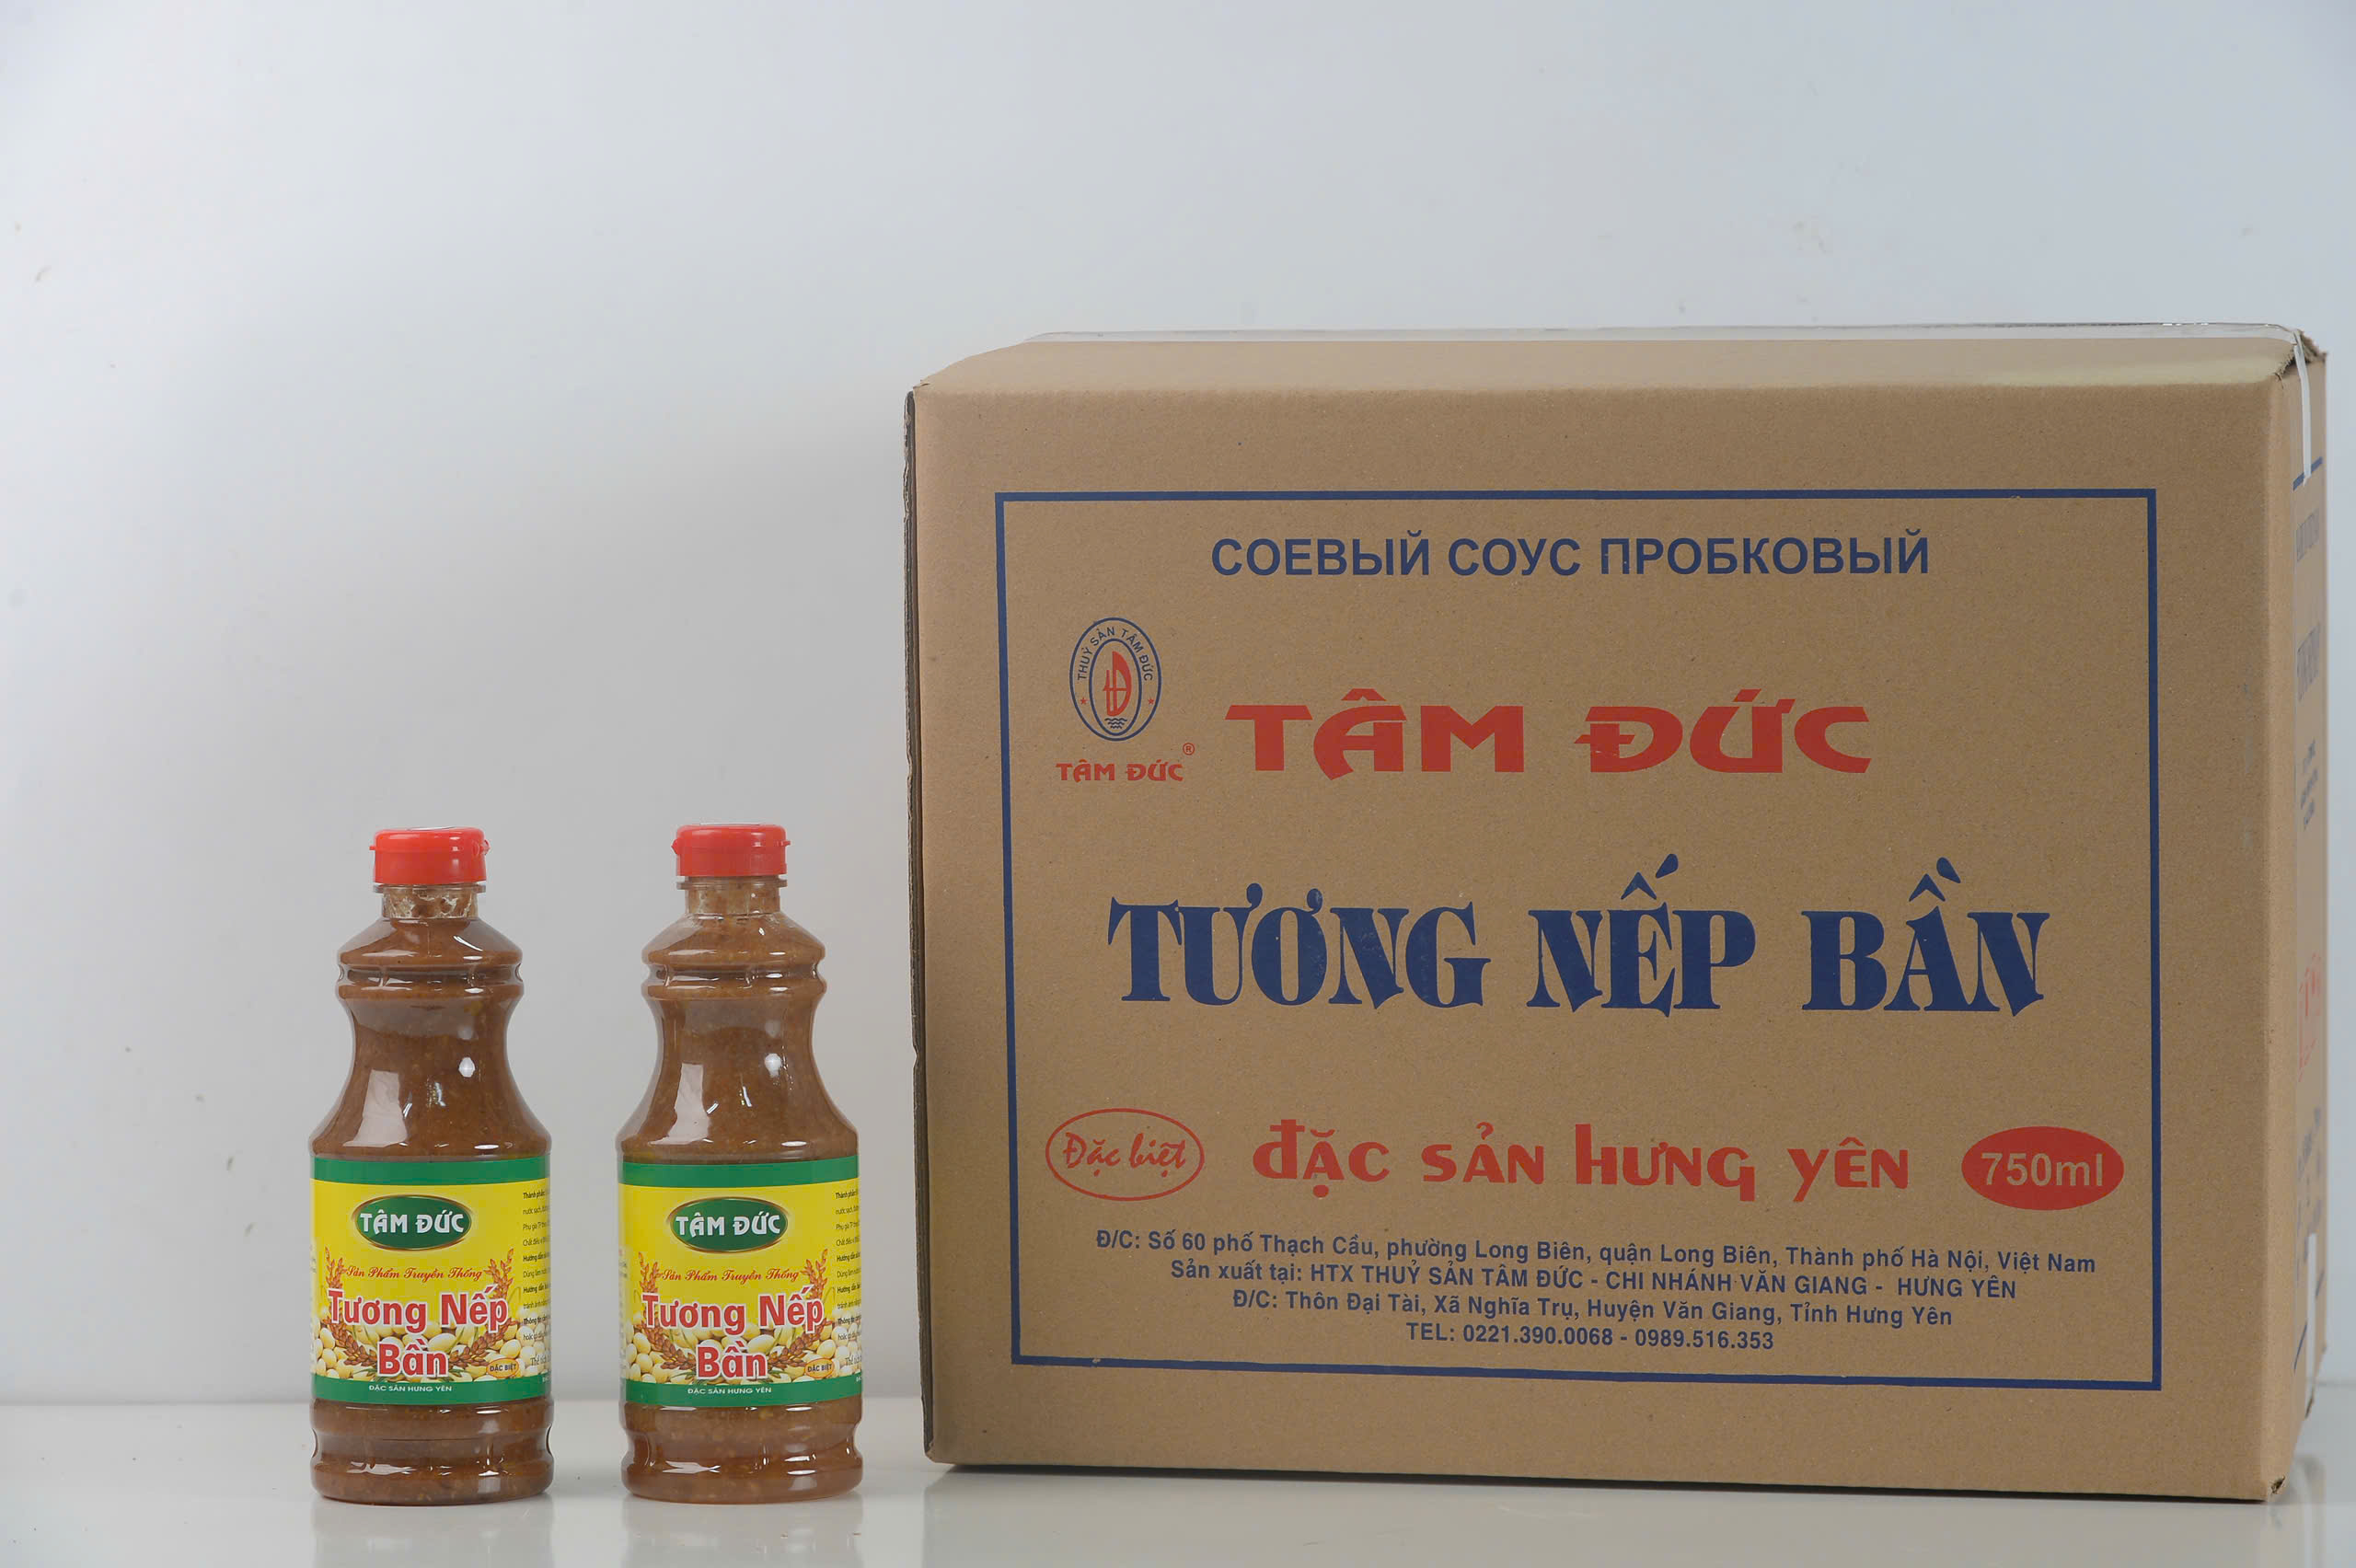 СОЕВЫЙ СОУС ПРОБКОВЫЙ
THUỶ SẢN TÂM ĐỨC
TÂM ĐỨC ®
TÂM ĐỨC
TƯƠNG NẾP BẦN
Đặc biệt
ĐẶC SẢN HƯNG YÊN
750ml
Đ/C: Số 60 phố Thạch Cầu, phường Long Biên, quận Long Biên, Thành phố Hà Nội, Việt Nam
Sản xuất tại: HTX THUỶ SẢN TÂM ĐỨC - CHI NHÁNH VĂN GIANG - HƯNG YÊN
Đ/C: Thôn Đại Tài, Xã Nghĩa Trụ, Huyện Văn Giang, Tỉnh Hưng Yên
TEL: 0221.390.0068 - 0989.516.353
TÂM ĐỨC
Sản Phẩm Truyền Thống
Tương Nếp
Bần
ĐẶC BIỆT
ĐẶC SẢN HƯNG YÊN
TÂM ĐỨC
Sản Phẩm Truyền Thống
Tương Nếp
Bần
ĐẶC BIỆT
ĐẶC SẢN HƯNG YÊN